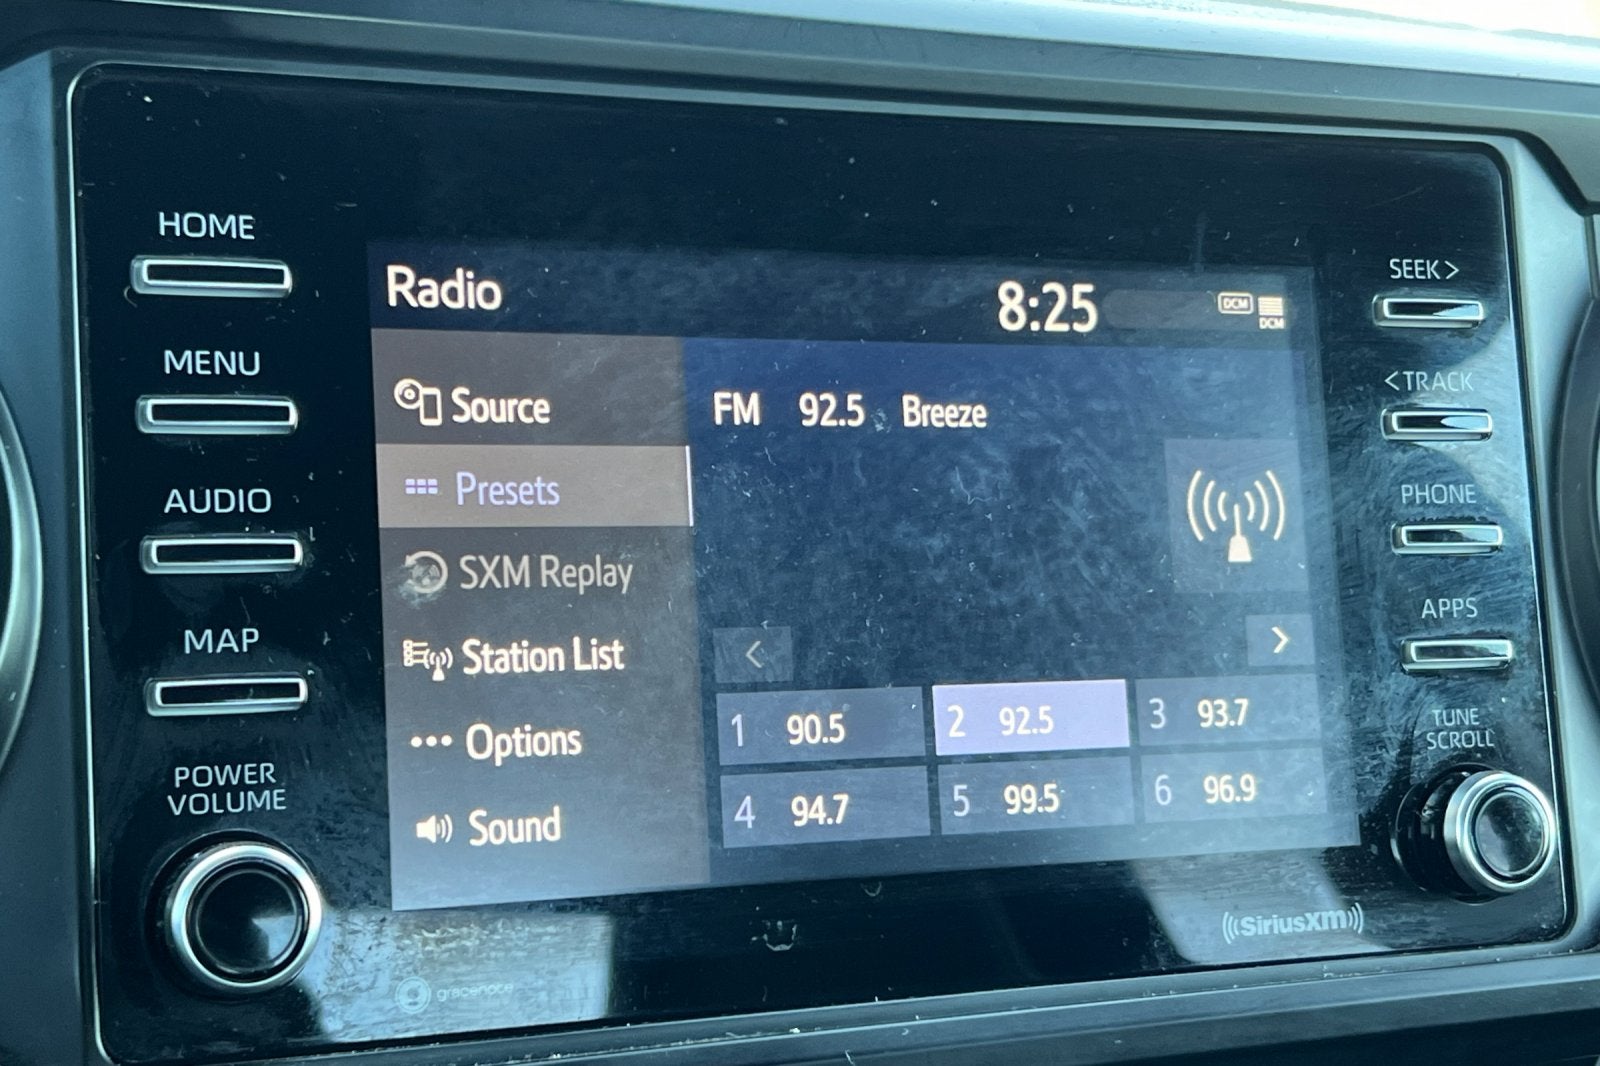 HOME
MENU
AUDIO
MAP
POWER
VOLUME
Radio
8:25
DCM
DCM
Source
Presets
SXM Replay
Station List
Options
Sound
FM 92.5 Breeze
<
>
1 90.5
2 92.5
3 93.7
4 94.7
5 99.5
6 96.9
SEEK >
< TRACK
PHONE
APPS
TUNE
SCROLL
gracenote
((SiriusXM))